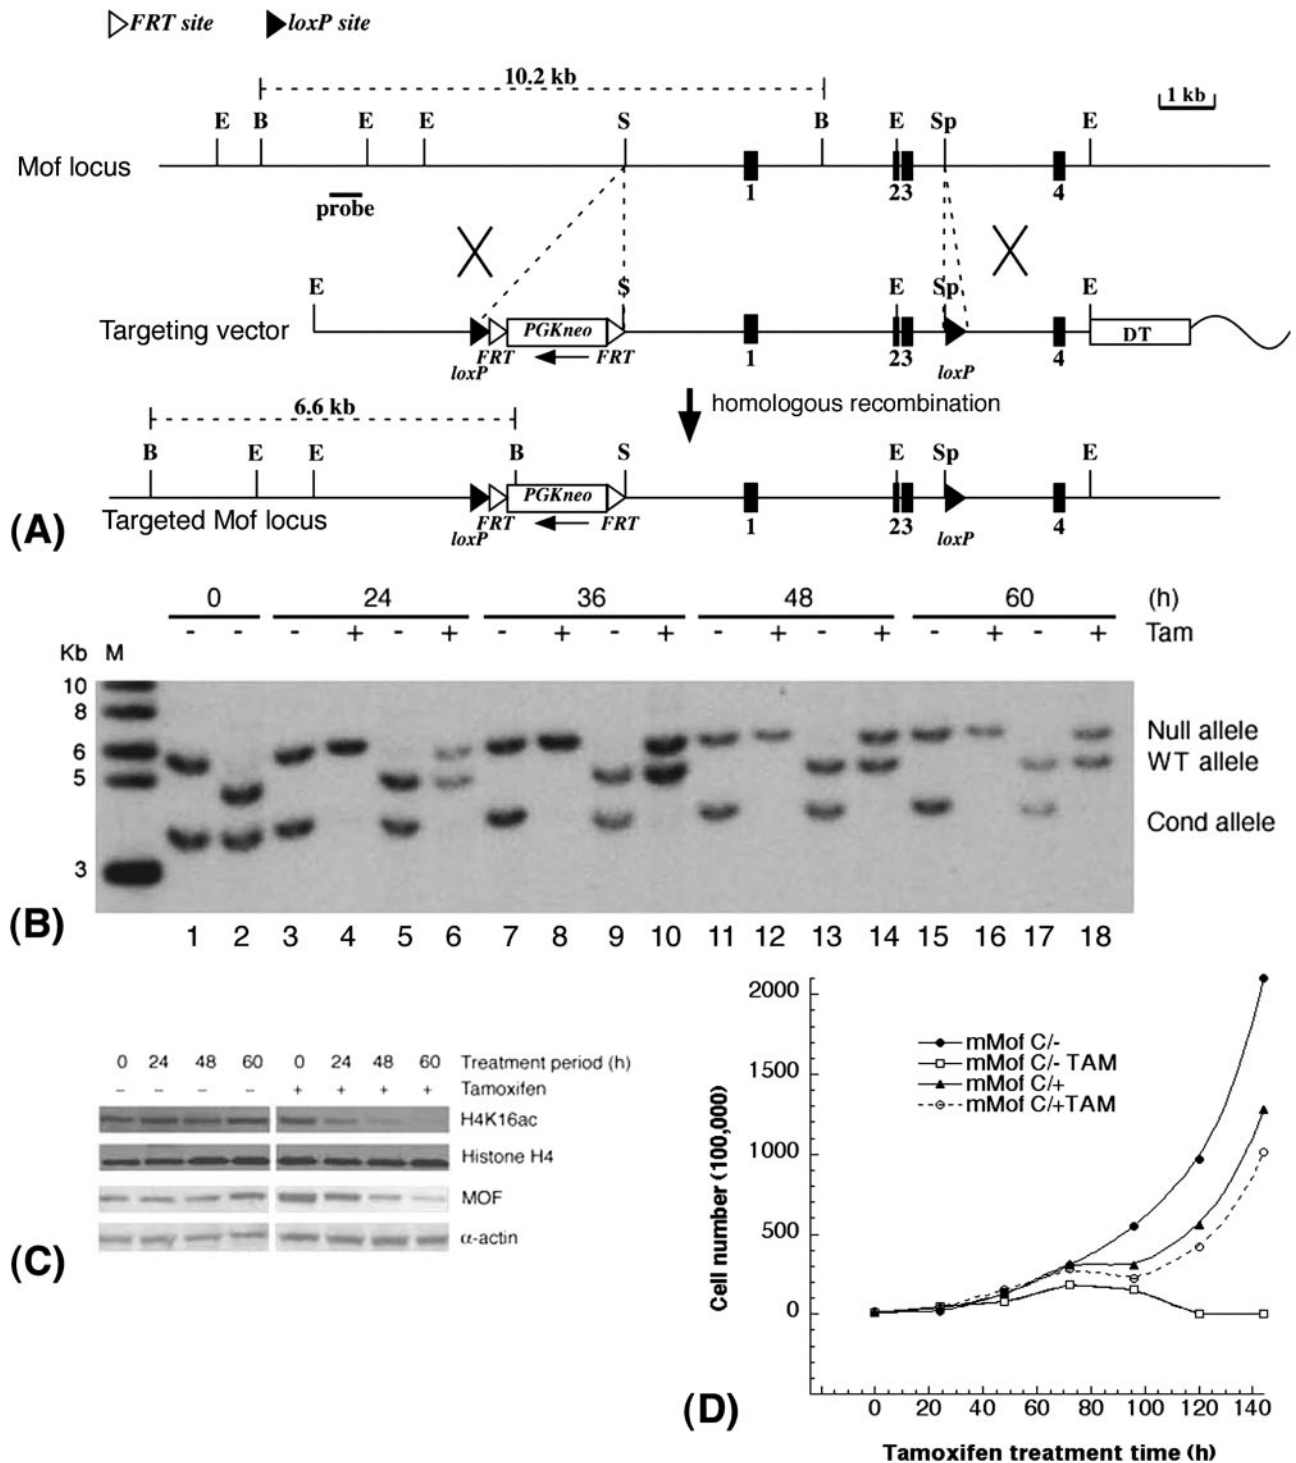 FRT site loxP site
10.2 kb
1 kb
E B E E S B E Sp E
Mof locus
probe
1 2 3 4
E S E Sp E
Targeting vector
PGKneo
DT
loxP FRT FRT 1 2 3 loxP 4
homologous recombination
6.6 kb
B E E B S E Sp E
PGKneo
Targeted Mof locus
loxP FRT FRT 1 2 3 loxP 4
(A)
0 24 36 48 60 (h)
- - - + - + - + - + - + - + - + - + Tam
Kb M
10
8
6
5
3
Null allele
WT allele
Cond allele
(B)
1 2 3 4 5 6 7 8 9 10 11 12 13 14 15 16 17 18
0 24 48 60 0 24 48 60 Treatment period (h)
– – – – + + + + Tamoxifen
H4K16ac
Histone H4
MOF
α-actin
(C)
mMof C/-
mMof C/- TAM
mMof C/+
mMof C/+TAM
Cell number (100,000)
2000
1500
1000
500
0
0 20 40 60 80 100 120 140
Tamoxifen treatment time (h)
(D)